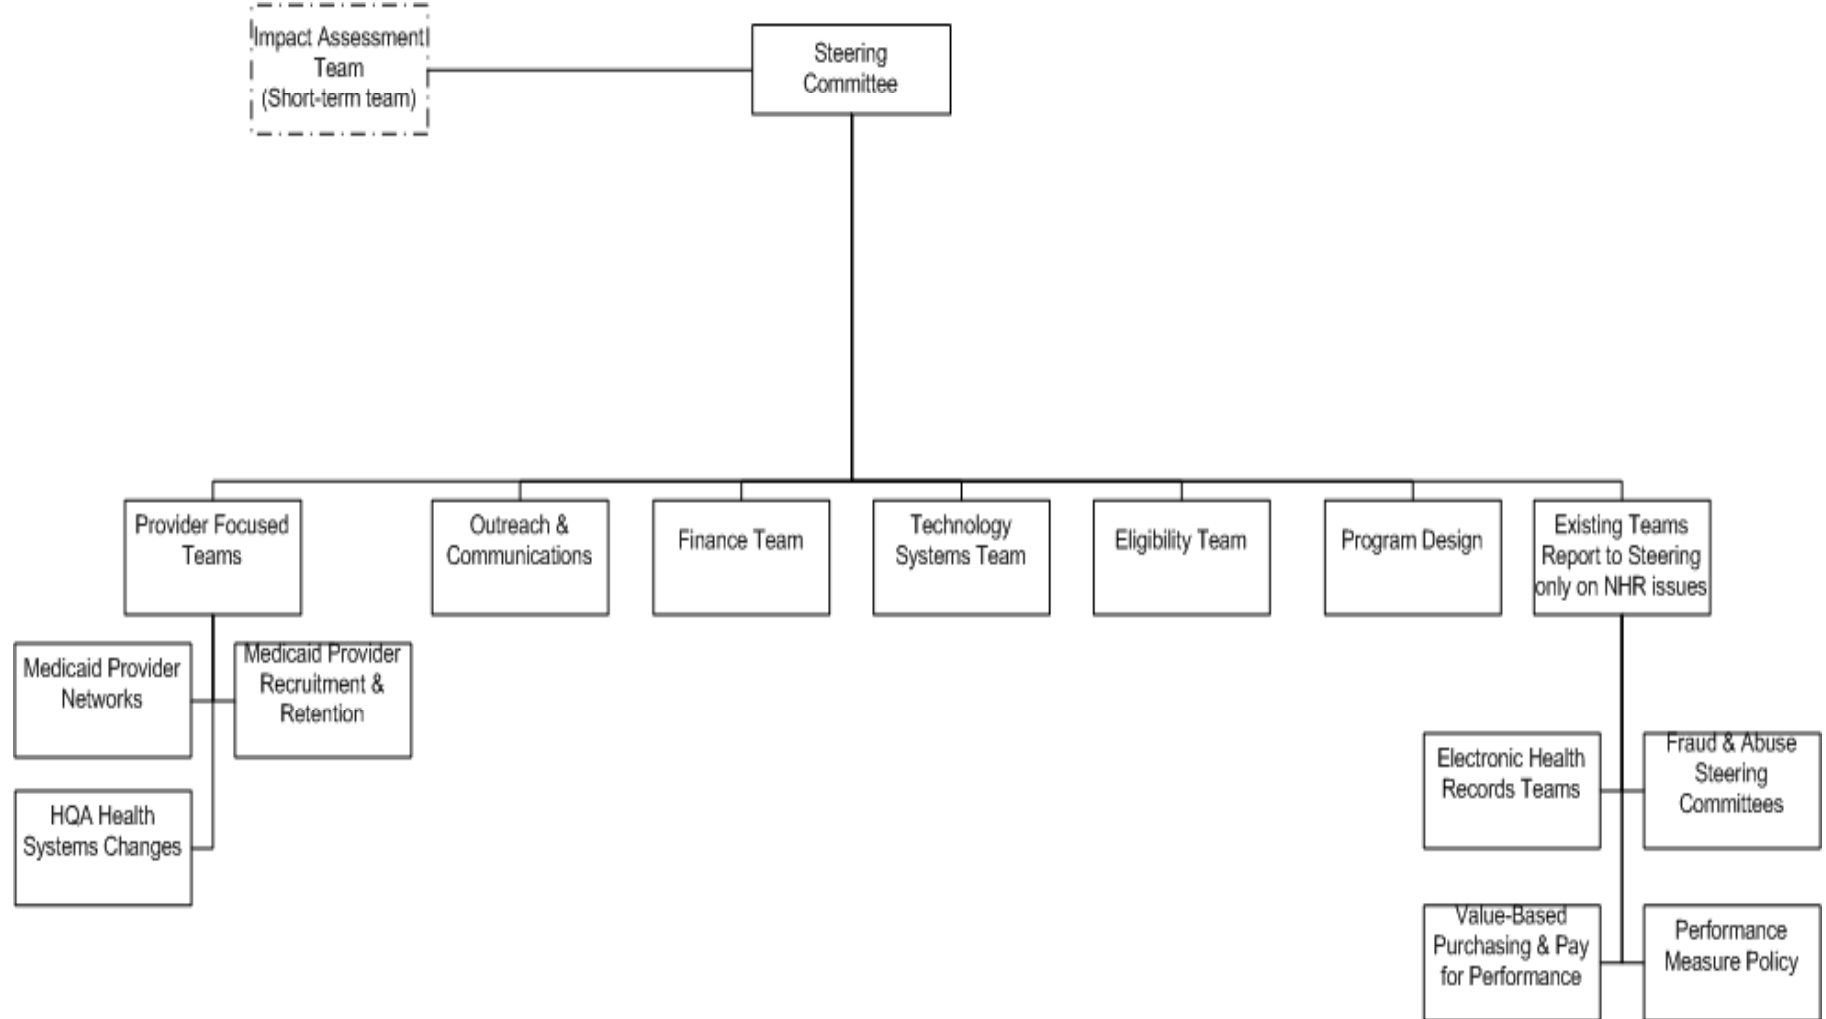 Impact Assessment
Team
(Short-term team)
Steering
Committee
Provider Focused
Teams
Outreach &
Communications
Finance Team
Technology
Systems Team
Eligibility Team
Program Design
Existing Teams
Report to Steering
only on NHR issues
Medicaid Provider
Networks
Medicaid Provider
Recruitment &
Retention
HQA Health
Systems Changes
Electronic Health
Records Teams
Fraud & Abuse
Steering
Committees
Value-Based
Purchasing & Pay
for Performance
Performance
Measure Policy